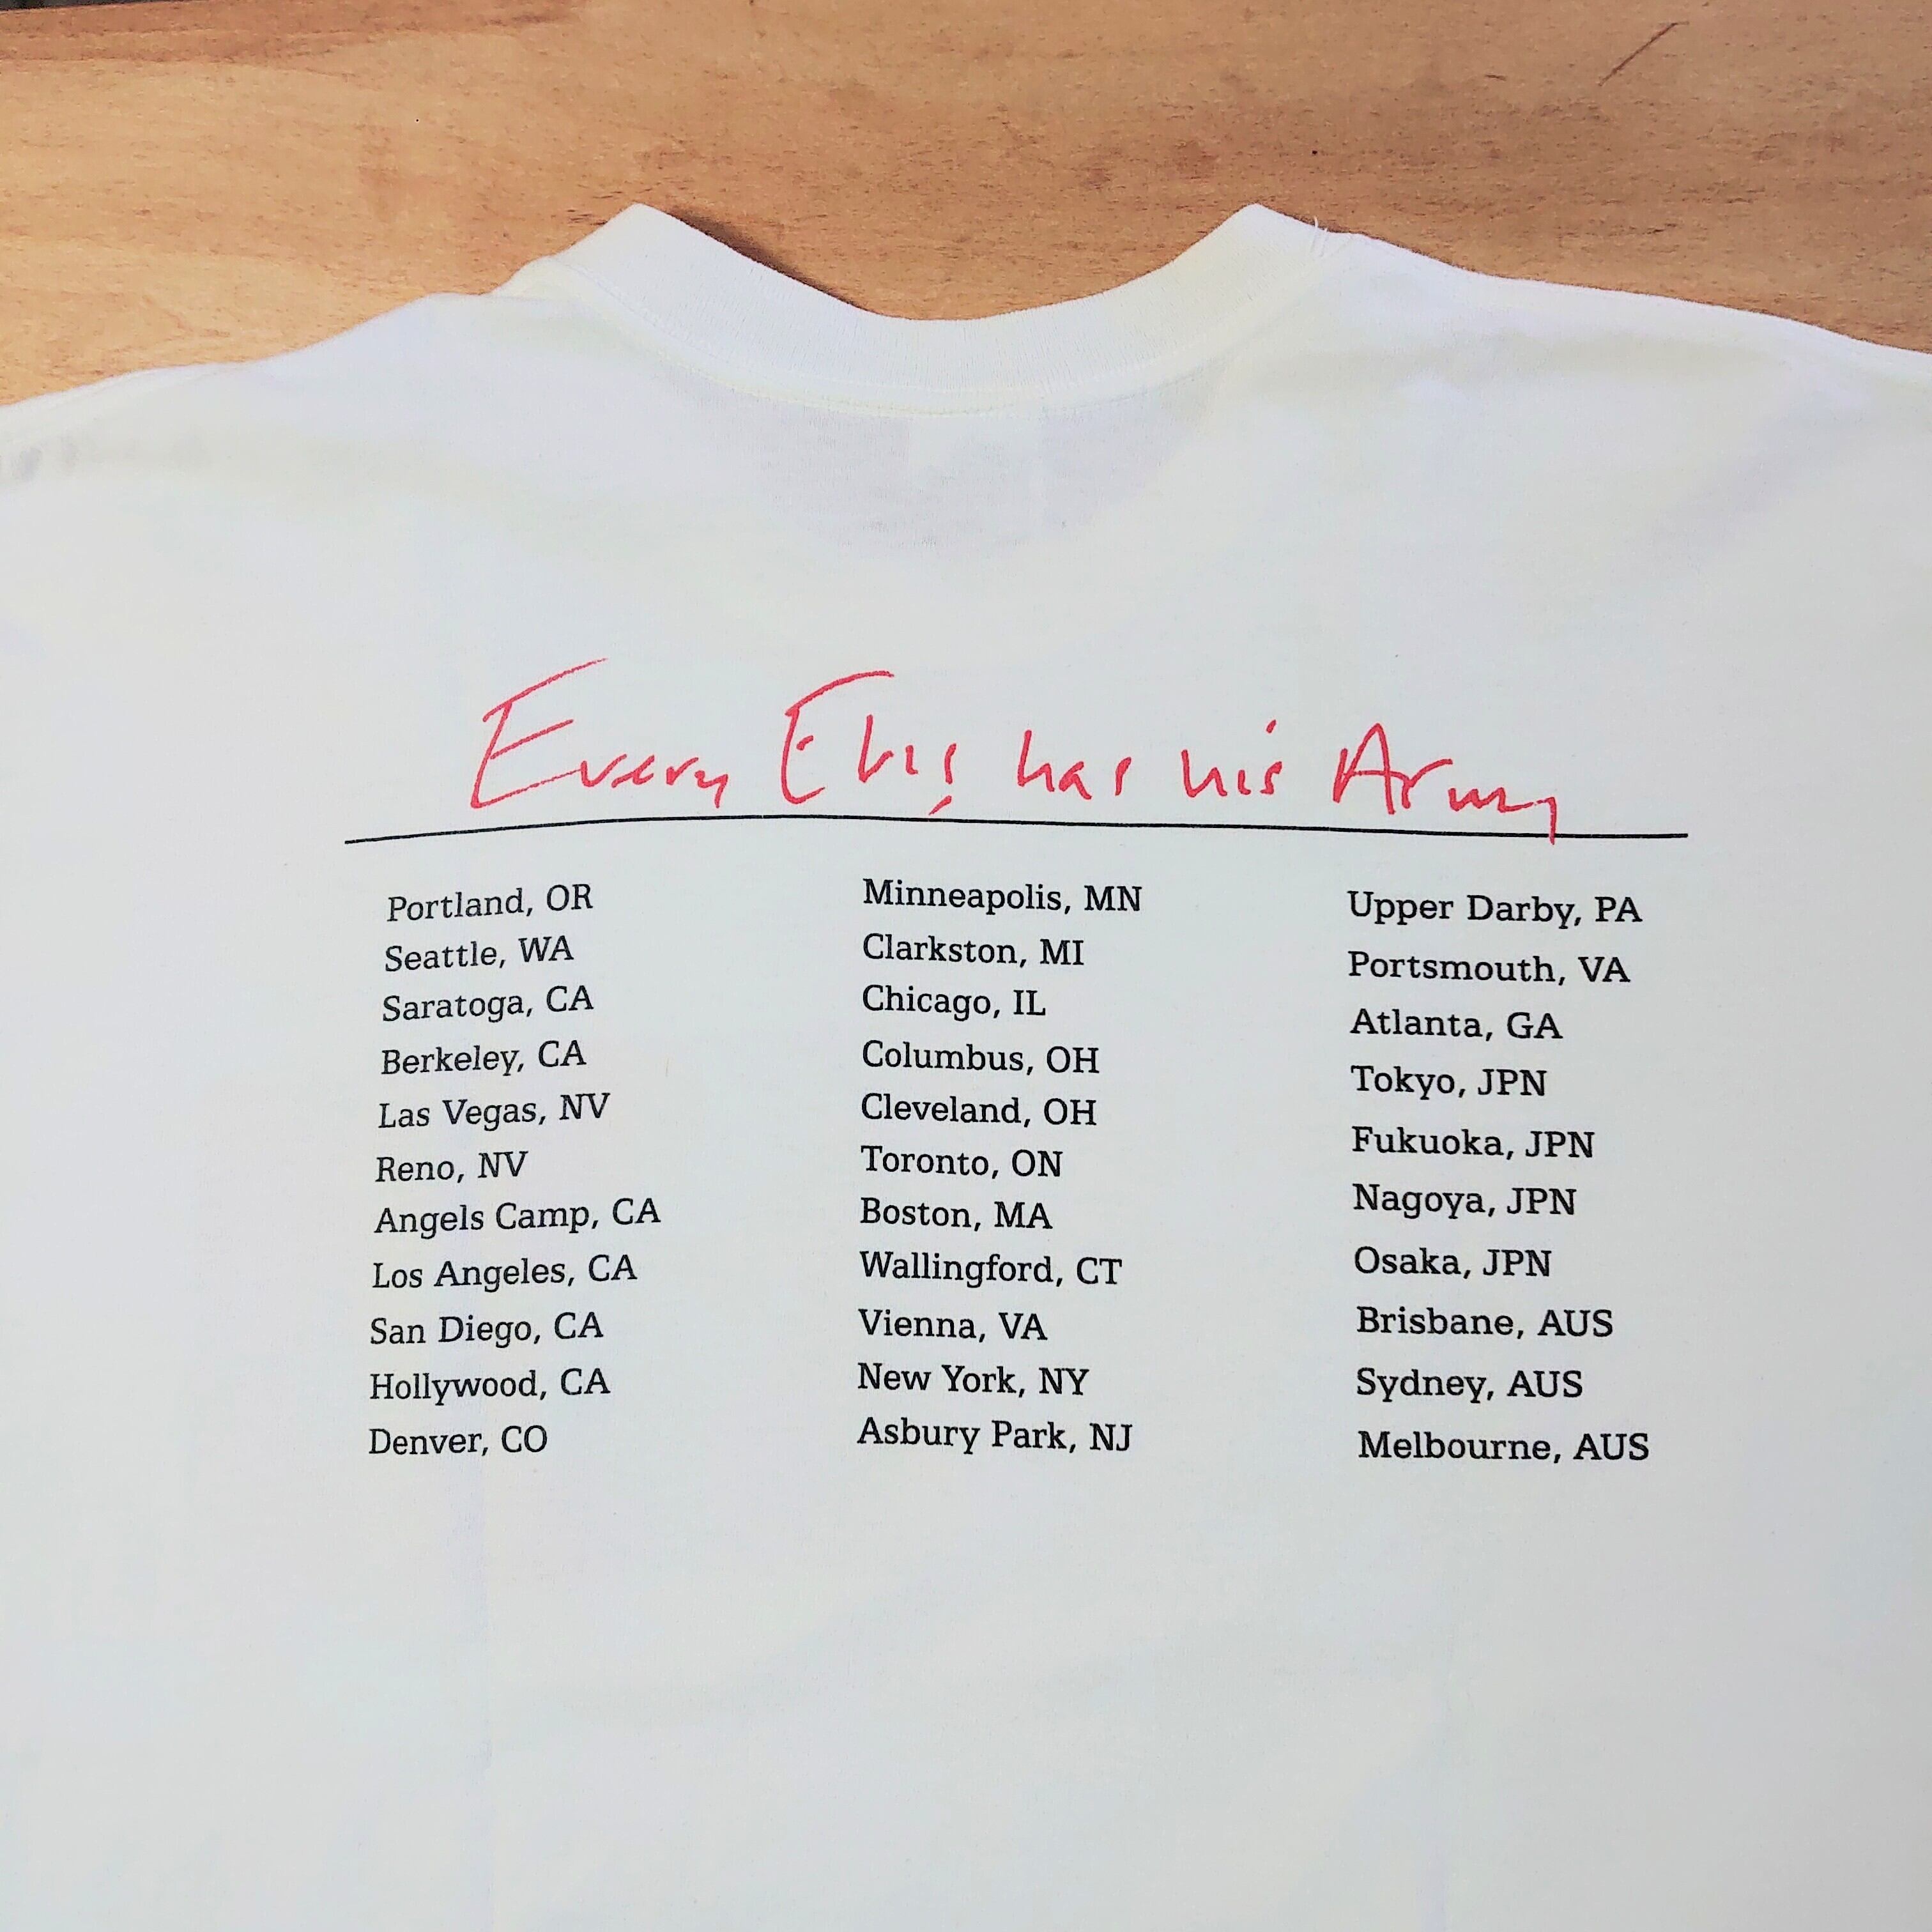 Every Elvis has his Army
Portland, OR
Seattle, WA
Saratoga, CA
Berkeley, CA
Las Vegas, NV
Reno, NV
Angels Camp, CA
Los Angeles, CA
San Diego, CA
Hollywood, CA
Denver, CO
Minneapolis, MN
Clarkston, MI
Chicago, IL
Columbus, OH
Cleveland, OH
Toronto, ON
Boston, MA
Wallingford, CT
Vienna, VA
New York, NY
Asbury Park, NJ
Upper Darby, PA
Portsmouth, VA
Atlanta, GA
Tokyo, JPN
Fukuoka, JPN
Nagoya, JPN
Osaka, JPN
Brisbane, AUS
Sydney, AUS
Melbourne, AUS